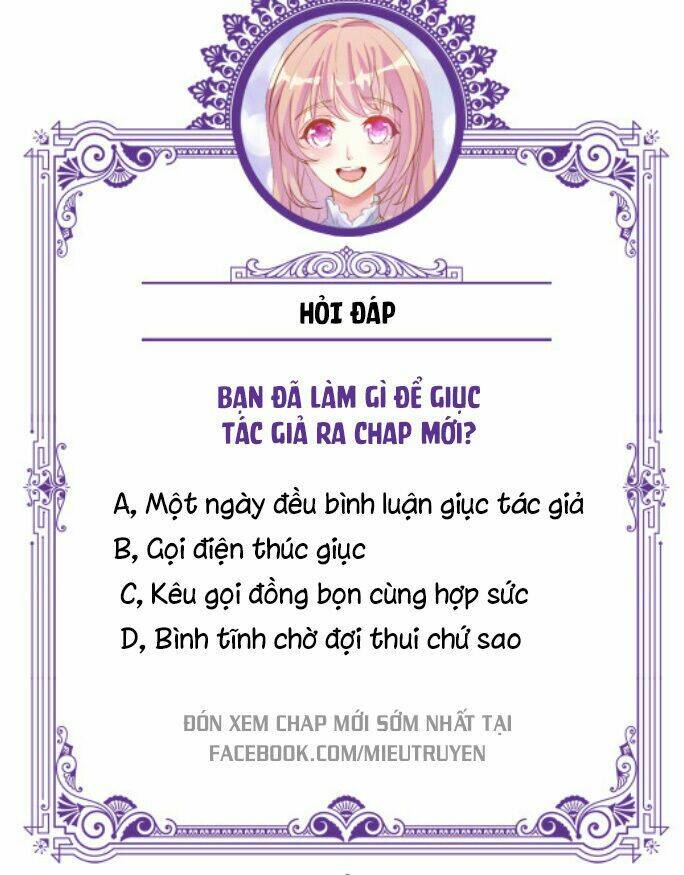 HỎI ĐÁP
BẠN ĐÃ LÀM GÌ ĐỂ GIỤC
TÁC GIẢ RA CHAP MỚI?
A, Một ngày đều bình luận giục tác giả
B, Gọi điện thúc giục
C, Kêu gọi đồng bọn cùng hợp sức
D, Bình tĩnh chờ đợi thui chứ sao
ĐÓN XEM CHAP MỚI SỚM NHẤT TẠI
FACEBOOK.COM/MIEUTRUYEN